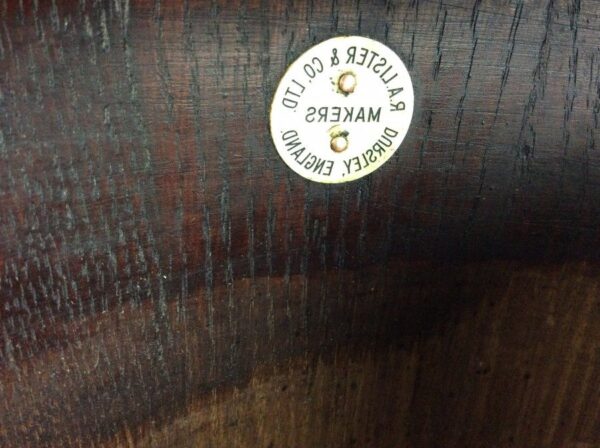 R.A. LISTER & CO. LTD.
MAKERS
DURSLEY, ENGLAND.